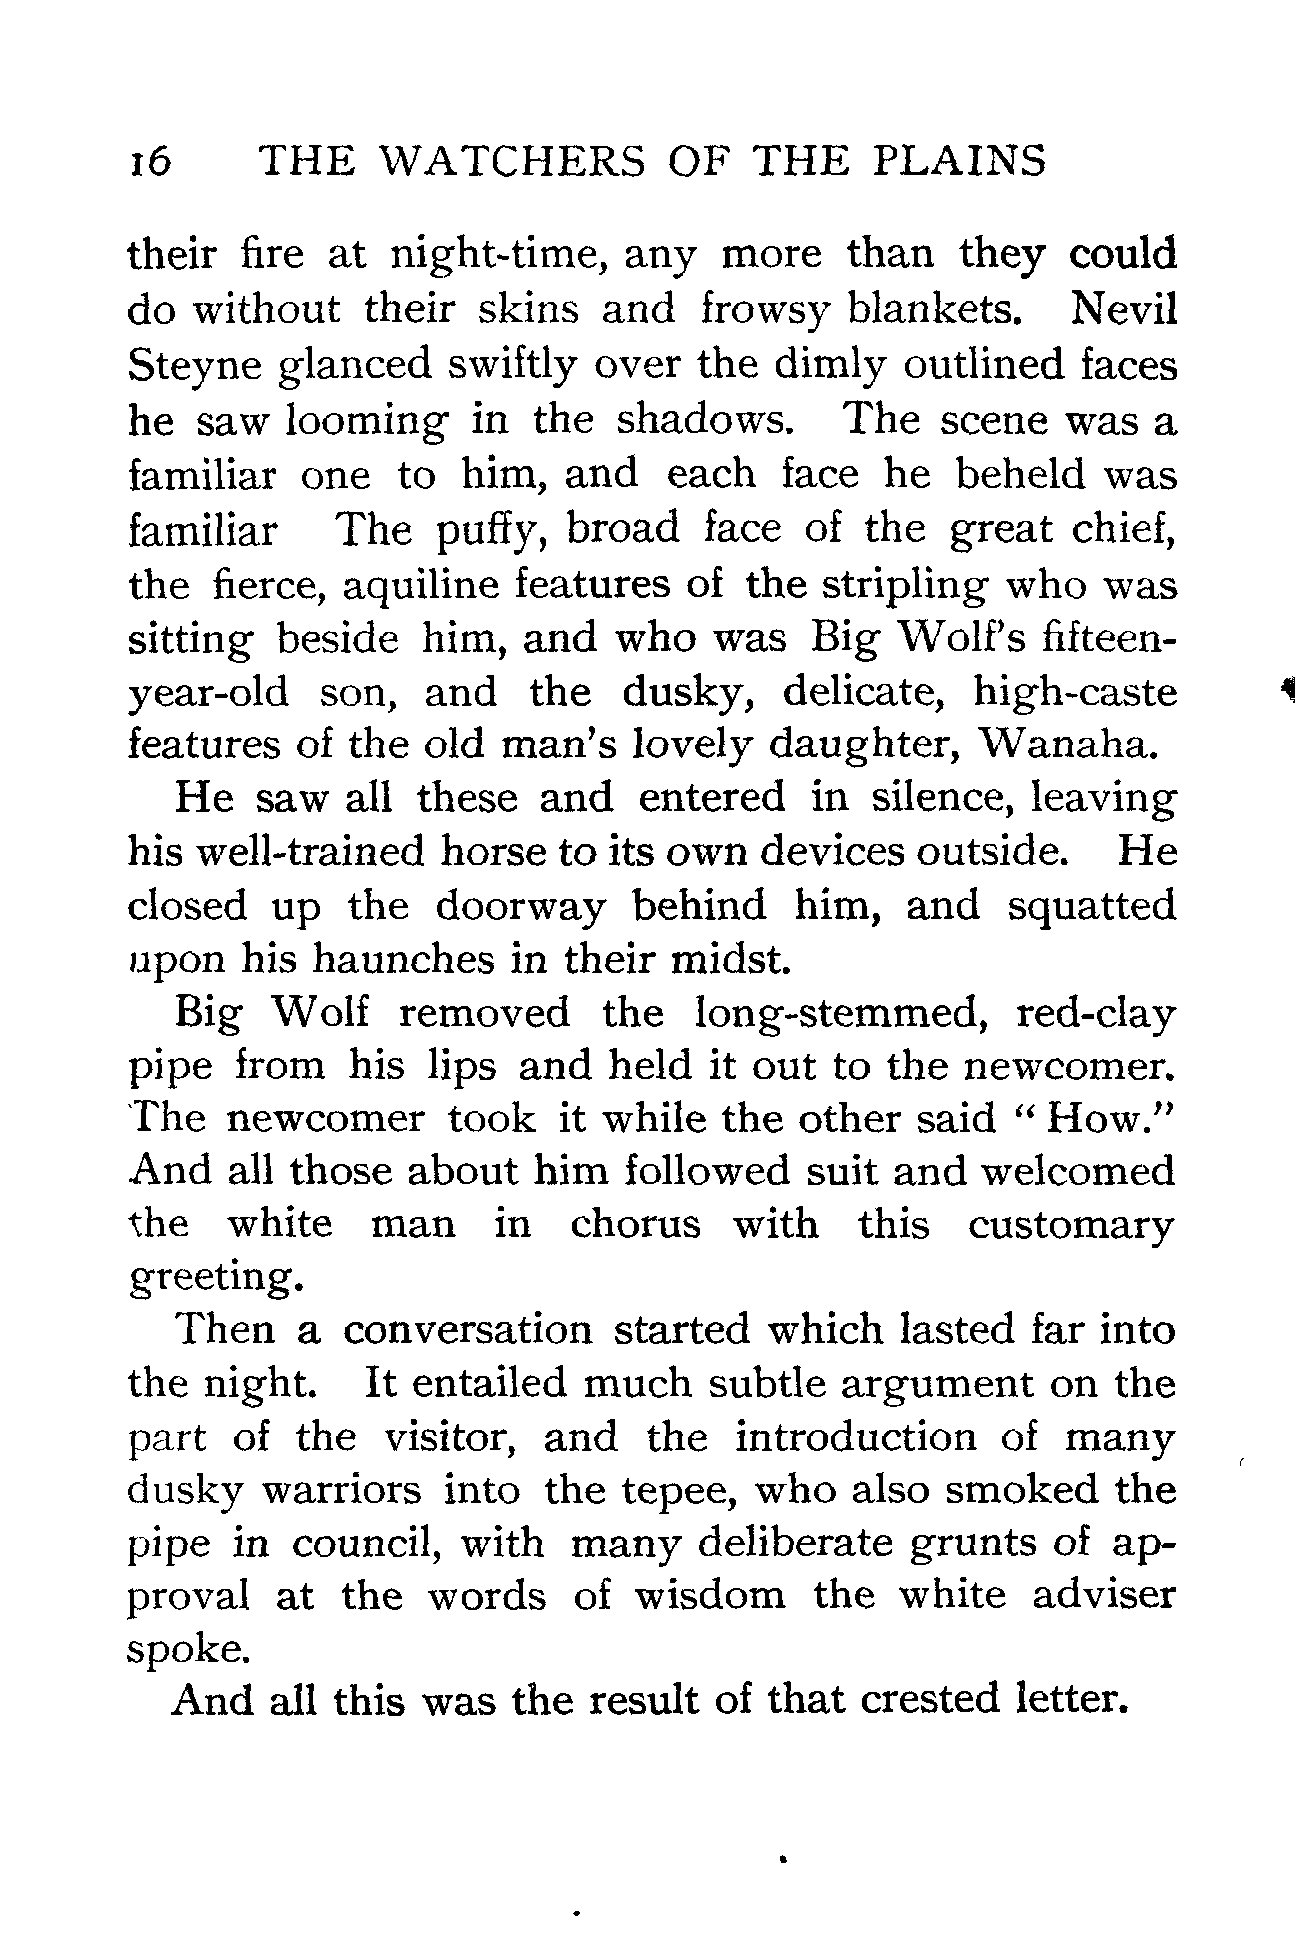 16 THE WATCHERS OF THE PLAINS
their fire at night-time, any more than they could
do without their skins and frowsy blankets. Nevil
Steyne glanced swiftly over the dimly outlined faces
he saw looming in the shadows. The scene was a
familiar one to him, and each face he beheld was
familiar The puffy, broad face of the great chief,
the fierce, aquiline features of the stripling who was
sitting beside him, and who was Big Wolf's fifteen-
year-old son, and the dusky, delicate, high-caste
features of the old man's lovely daughter, Wanaha.
He saw all these and entered in silence, leaving
his well-trained horse to its own devices outside. He
closed up the doorway behind him, and squatted
upon his haunches in their midst.
Big Wolf removed the long-stemmed, red-clay
pipe from his lips and held it out to the newcomer.
The newcomer took it while the other said " How."
And all those about him followed suit and welcomed
the white man in chorus with this customary
greeting.
Then a conversation started which lasted far into
the night. It entailed much subtle argument on the
part of the visitor, and the introduction of many
dusky warriors into the tepee, who also smoked the
pipe in council, with many deliberate grunts of ap-
proval at the words of wisdom the white adviser
spoke.
And all this was the result of that crested letter.